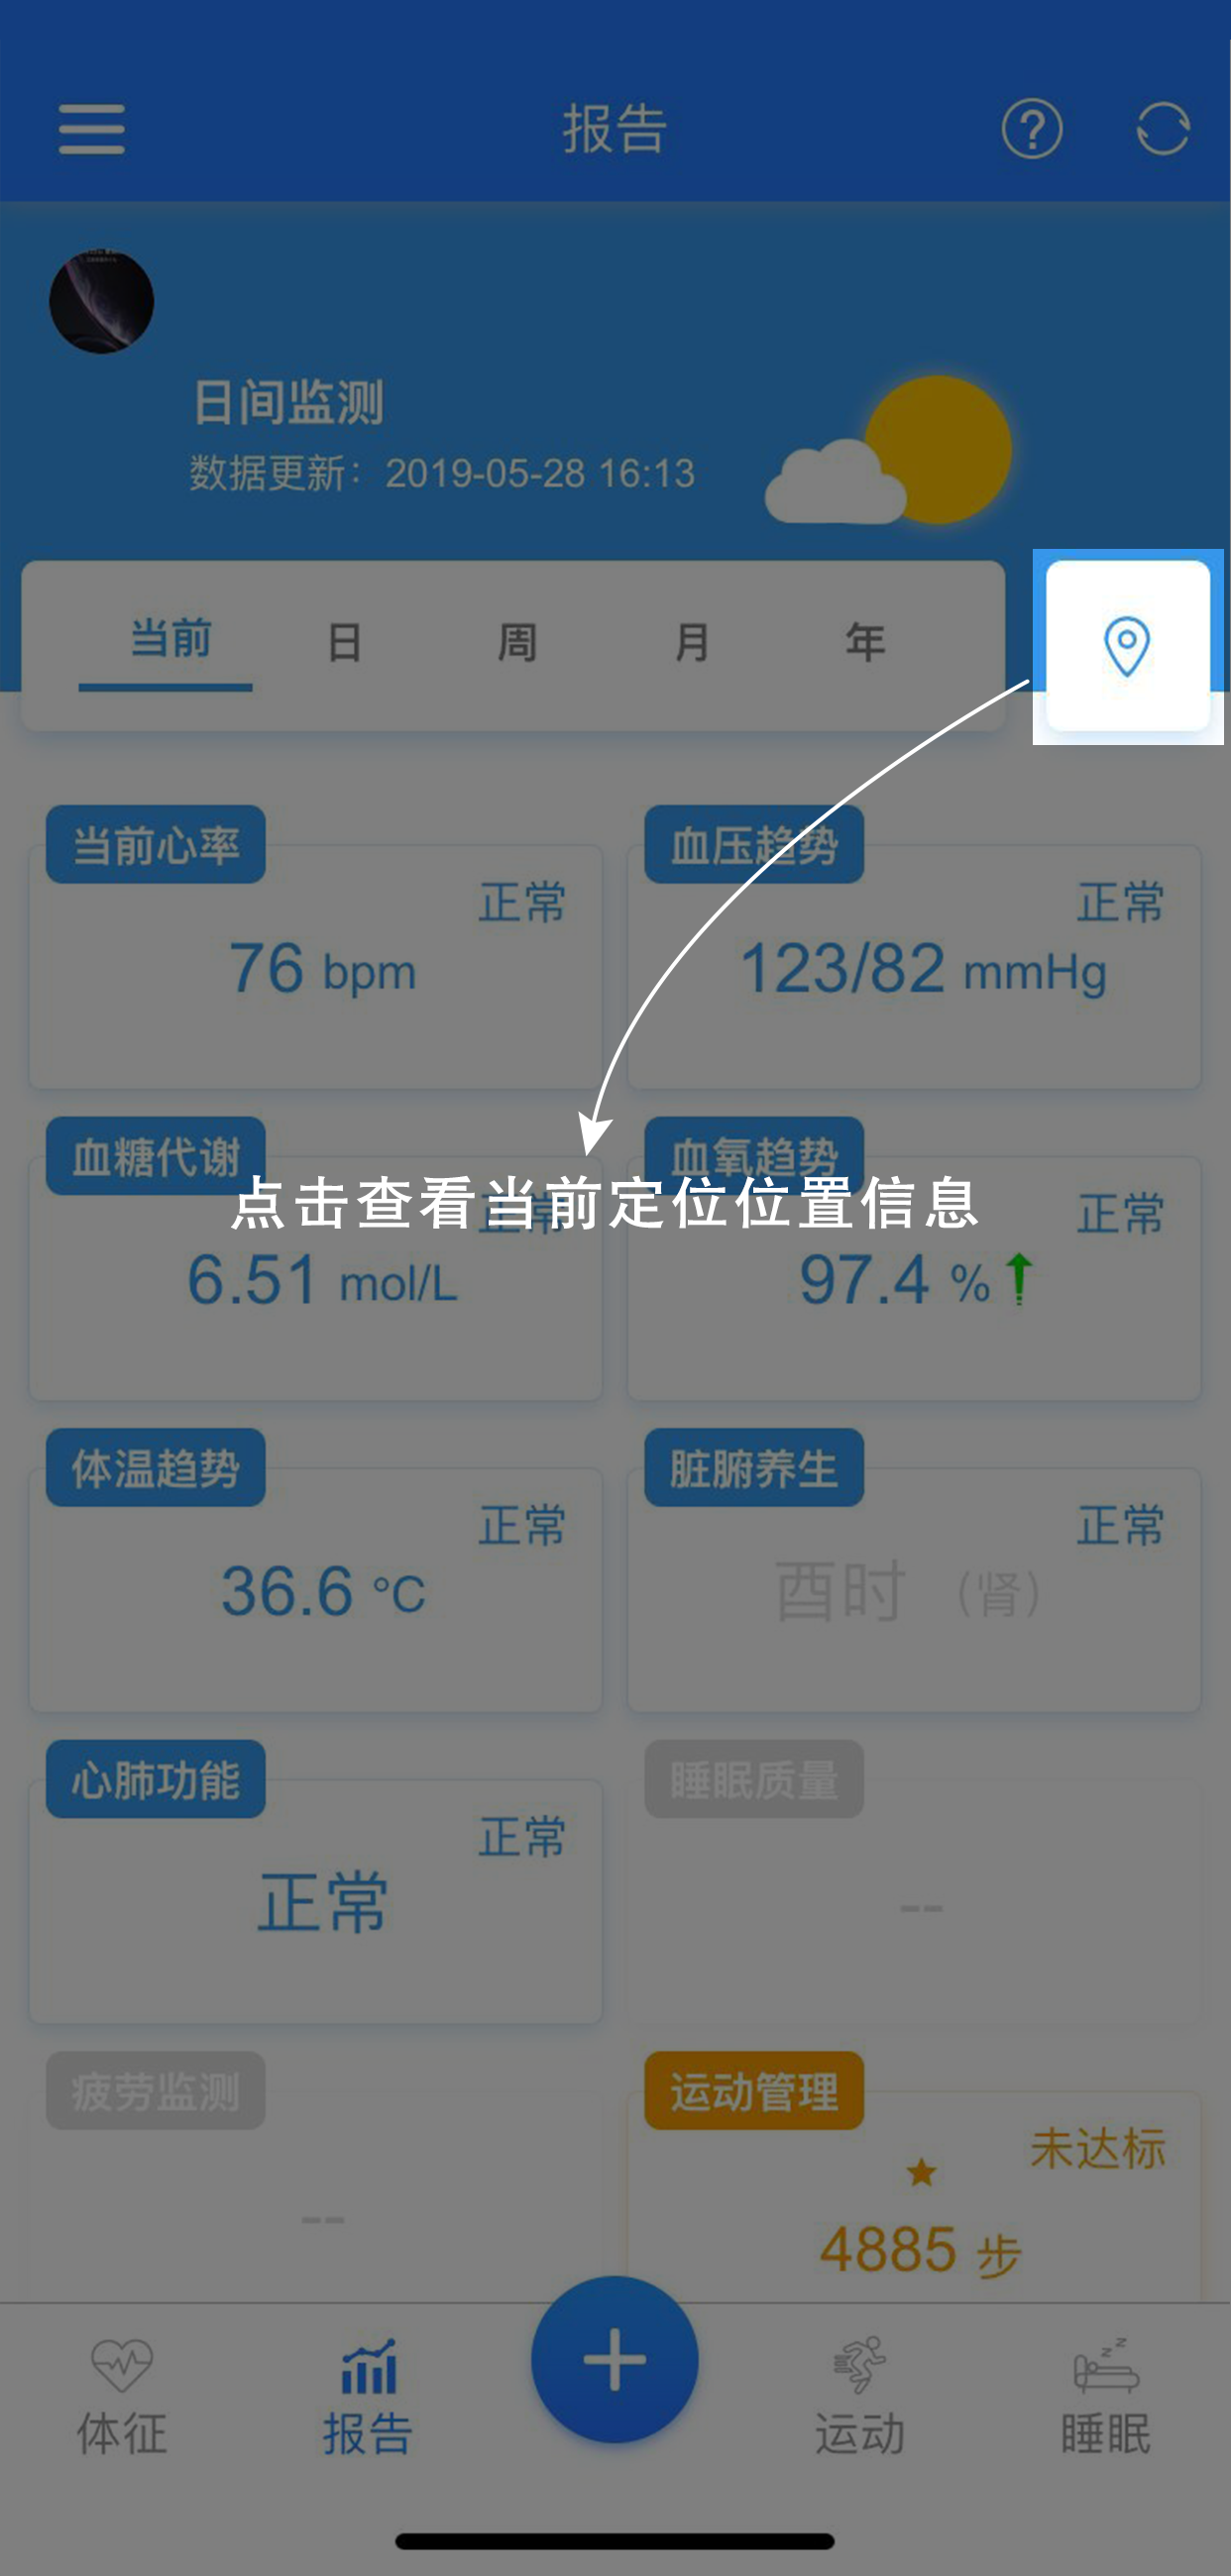 报告
日间监测
数据更新：2019-05-28 16:13
当前 日 周 月 年
当前心率
正常
76 bpm
血压趋势
正常
123/82 mmHg
血糖代谢
正常
6.51 mol/L
血氧趋势
正常
97.4 %
点击查看当前定位位置信息
体温趋势
正常
36.6 °C
脏腑养生
正常
酉时 （肾）
心肺功能
正常
正常
睡眠质量
--
疲劳监测
--
运动管理
未达标
4885 步
体征 报告 运动 睡眠